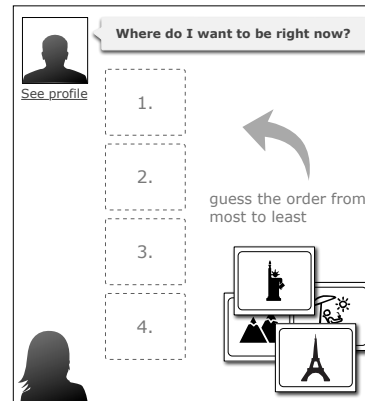 Where do I want to be right now?
See profile
1.
2.
3.
4.
guess the order from
most to least